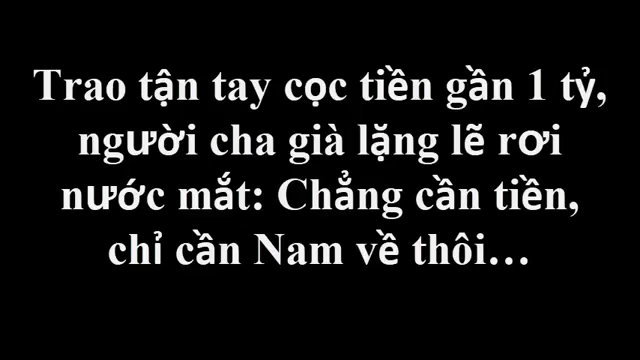 Trao tận tay cọc tiền gần 1 tỷ,
người cha già lặng lẽ rơi
nước mắt: Chẳng cần tiền,
chỉ cần Nam về thôi...